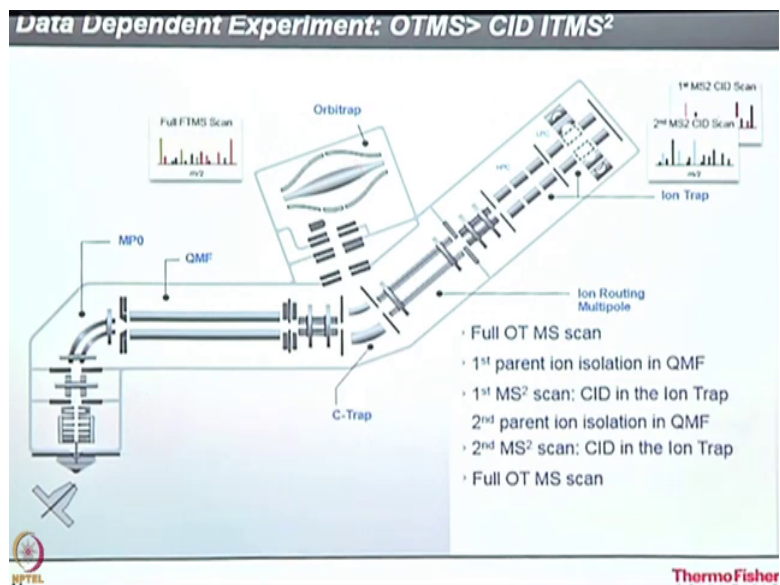 Data Dependent Experiment: OTMS> CID ITMS²
1st MS2 CID Scan
Full FTMS Scan
Orbitrap
2nd MS2 CID Scan
m/z
m/z
LPC
HPC
Ion Trap
MP0
QMF
Ion Routing
Multipole
C-Trap
Full OT MS scan
1st parent ion isolation in QMF
1st MS² scan: CID in the Ion Trap
2nd parent ion isolation in QMF
2nd MS² scan: CID in the Ion Trap
Full OT MS scan
NPTEL
ThermoFisher